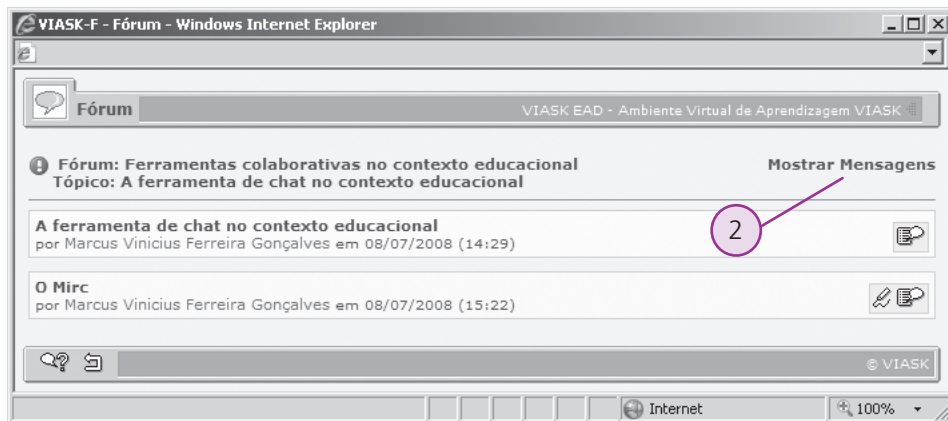 VIASK-F - Fórum - Windows Internet Explorer
Fórum
VIASK EAD - Ambiente Virtual de Aprendizagem VIASK
Fórum: Ferramentas colaborativas no contexto educacional
Mostrar Mensagens
Tópico: A ferramenta de chat no contexto educacional
2
A ferramenta de chat no contexto educacional
por Marcus Vinicius Ferreira Gonçalves em 08/07/2008 (14:29)
O Mirc
por Marcus Vinicius Ferreira Gonçalves em 08/07/2008 (15:22)
© VIASK
Internet
100%